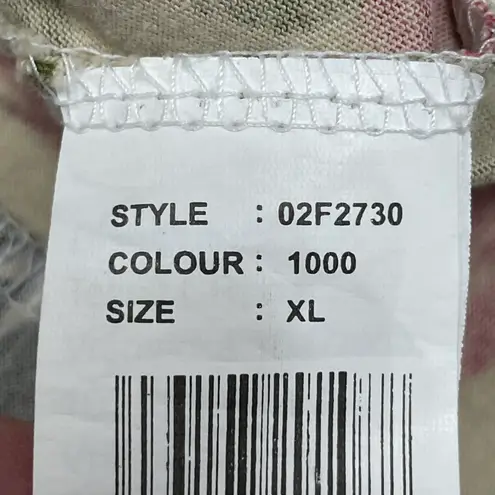 STYLE : 02F2730
COLOUR : 1000
SIZE : XL